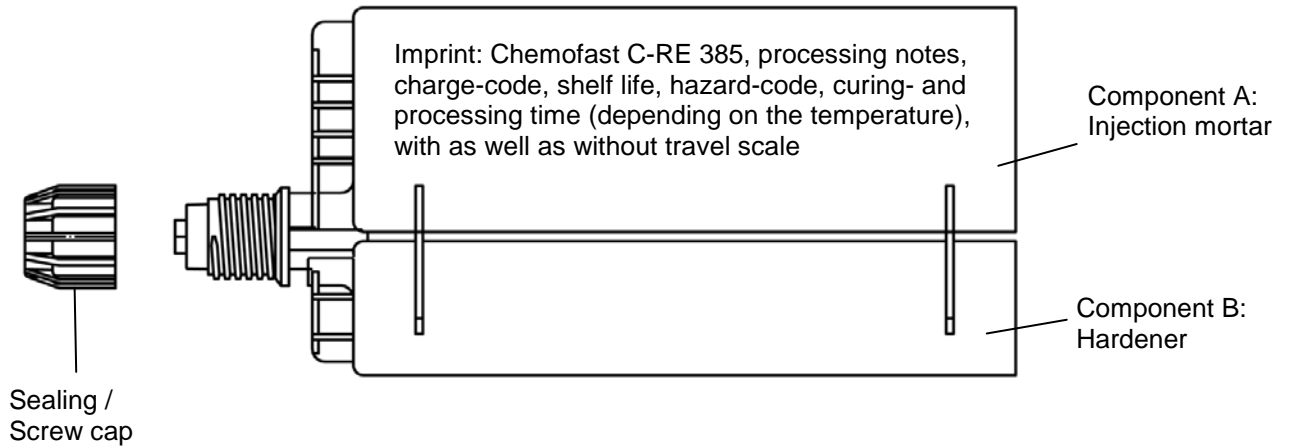 Imprint: Chemofast C-RE 385, processing notes,
charge-code, shelf life, hazard-code, curing- and
processing time (depending on the temperature),
with as well as without travel scale
Component A:
Injection mortar
Component B:
Hardener
Sealing /
Screw cap